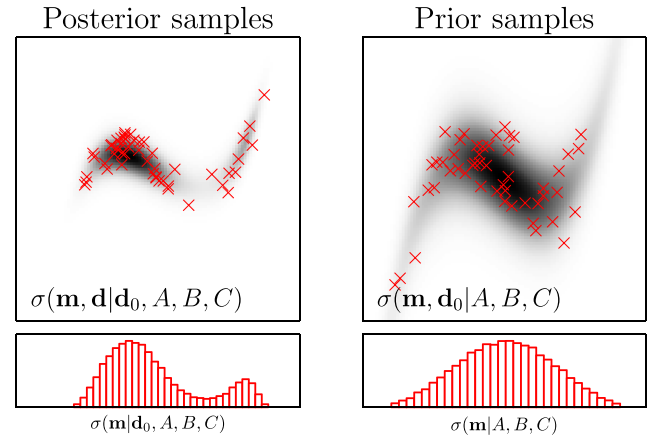 Posterior samples
Prior samples
σ(m, d|d₀, A, B, C)
σ(m, d₀|A, B, C)
σ(m|d₀, A, B, C)
σ(m|A, B, C)